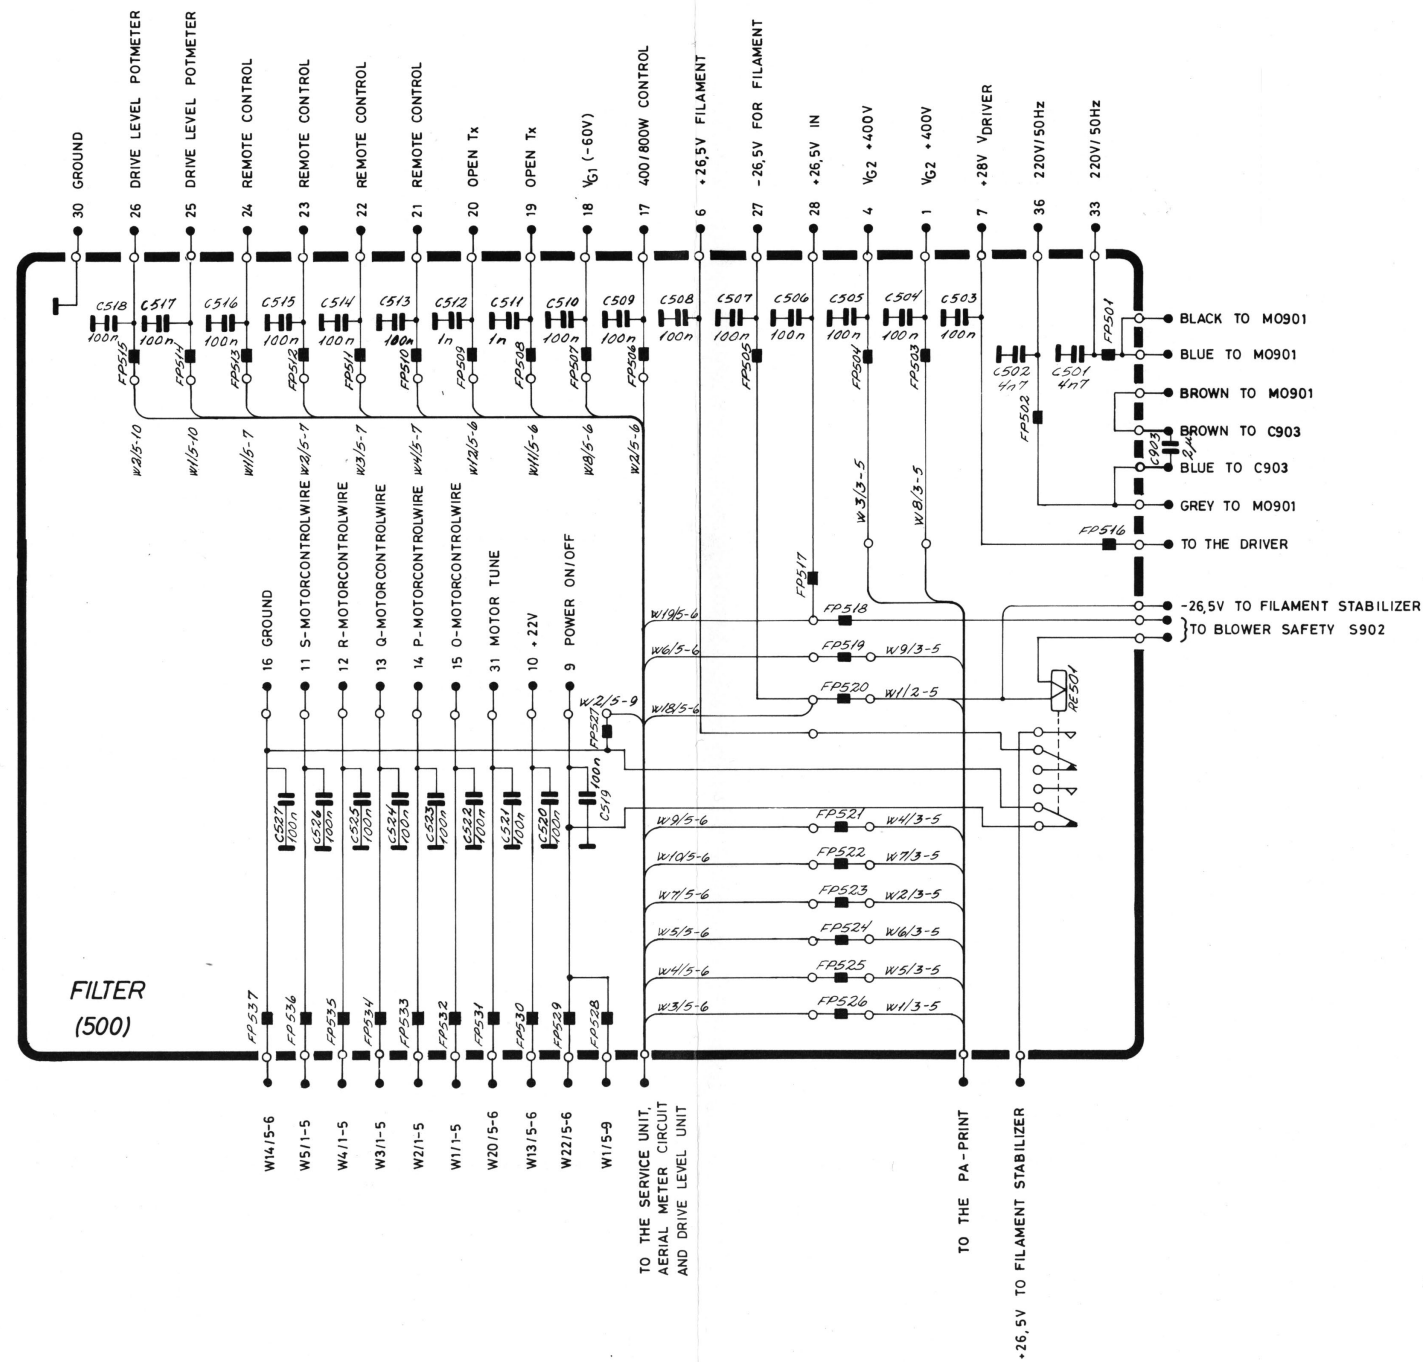 30 GROUND
26 DRIVE LEVEL POTMETER
25 DRIVE LEVEL POTMETER
24 REMOTE CONTROL
23 REMOTE CONTROL
22 REMOTE CONTROL
21 REMOTE CONTROL
20 OPEN Tx
19 OPEN Tx
18 VG1 (-60V)
17 400/800W CONTROL
6 +26,5V FILAMENT
27 -26,5V FOR FILAMENT
28 +26,5V IN
4 VG2 +400V
1 VG2 +400V
7 +28V VDRIVER
36 220V/50Hz
33 220V/50Hz
C518
100n
C517
100n
C516
100n
C515
100n
C514
100n
C513
100n
C512
1n
C511
1n
C510
100n
C509
100n
C508
100n
C507
100n
C506
100n
C505
100n
C504
100n
C503
100n
C502
4n7
C501
4n7
FP515
FP514
FP513
FP512
FP511
FP510
FP509
FP508
FP507
FP506
FP505
FP504
FP503
FP502
FP501
BLACK TO MO901
BLUE TO MO901
BROWN TO MO901
BROWN TO C903
C903
2µ
BLUE TO C903
GREY TO MO901
FP516
TO THE DRIVER
-26,5V TO FILAMENT STABILIZER
}TO BLOWER SAFETY S902
W2/5-10
W1/5-10
W1/5-7
W2/5-7
W3/5-7
W4/5-7
W12/5-6
W11/5-6
W8/5-6
W2/5-6
W3/3-5
W8/3-5
16 GROUND
11 S-MOTORCONTROLWIRE
12 R-MOTORCONTROLWIRE
13 Q-MOTORCONTROLWIRE
14 P-MOTORCONTROLWIRE
15 O-MOTORCONTROLWIRE
31 MOTOR TUNE
10 +22V
9 POWER ON/OFF
W2/5-9
FP527
FP517
W19/5-6
FP518
W6/5-6
FP519
W9/3-5
W18/5-6
FP520
W1/2-5
RE501
C527
100n
C526
100n
C525
100n
C524
100n
C523
100n
C522
100n
C521
100n
C520
100n
C519
100n
W9/5-6
FP521
W4/3-5
W10/5-6
FP522
W7/3-5
W7/5-6
FP523
W2/3-5
W5/5-6
FP524
W6/3-5
W4/5-6
FP525
W5/3-5
W3/5-6
FP526
W1/3-5
FILTER
(500)
FP537
FP536
FP535
FP534
FP533
FP532
FP531
FP530
FP529
FP528
W14/5-6
W5/1-5
W4/1-5
W3/1-5
W2/1-5
W1/1-5
W20/5-6
W13/5-6
W22/5-6
W1/5-9
TO THE SERVICE UNIT,
AERIAL METER CIRCUIT
AND DRIVE LEVEL UNIT
TO THE PA-PRINT
+26,5V TO FILAMENT STABILIZER